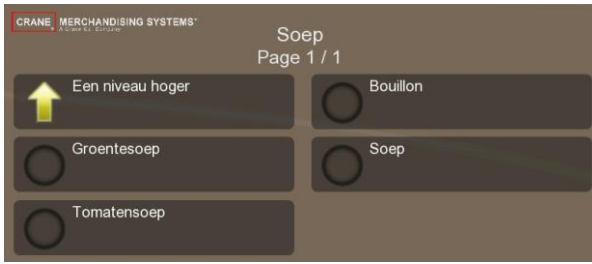 CRANE MERCHANDISING SYSTEMS
A Crane Co. Company
Soep
Page 1 / 1
Een niveau hoger
Bouillon
Groentesoep
Soep
Tomatensoep